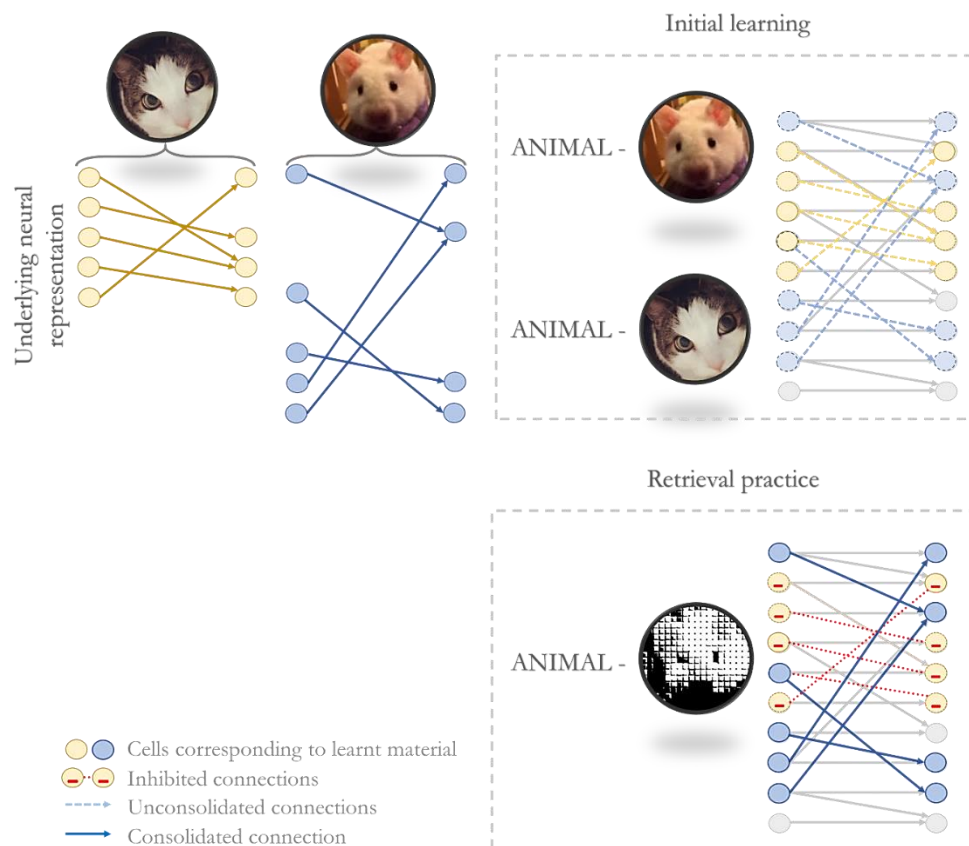 Initial learning
ANIMAL -
ANIMAL -
Underlying neural
representation
Retrieval practice
ANIMAL -
Cells corresponding to learnt material
Inhibited connections
Unconsolidated connections
Consolidated connection